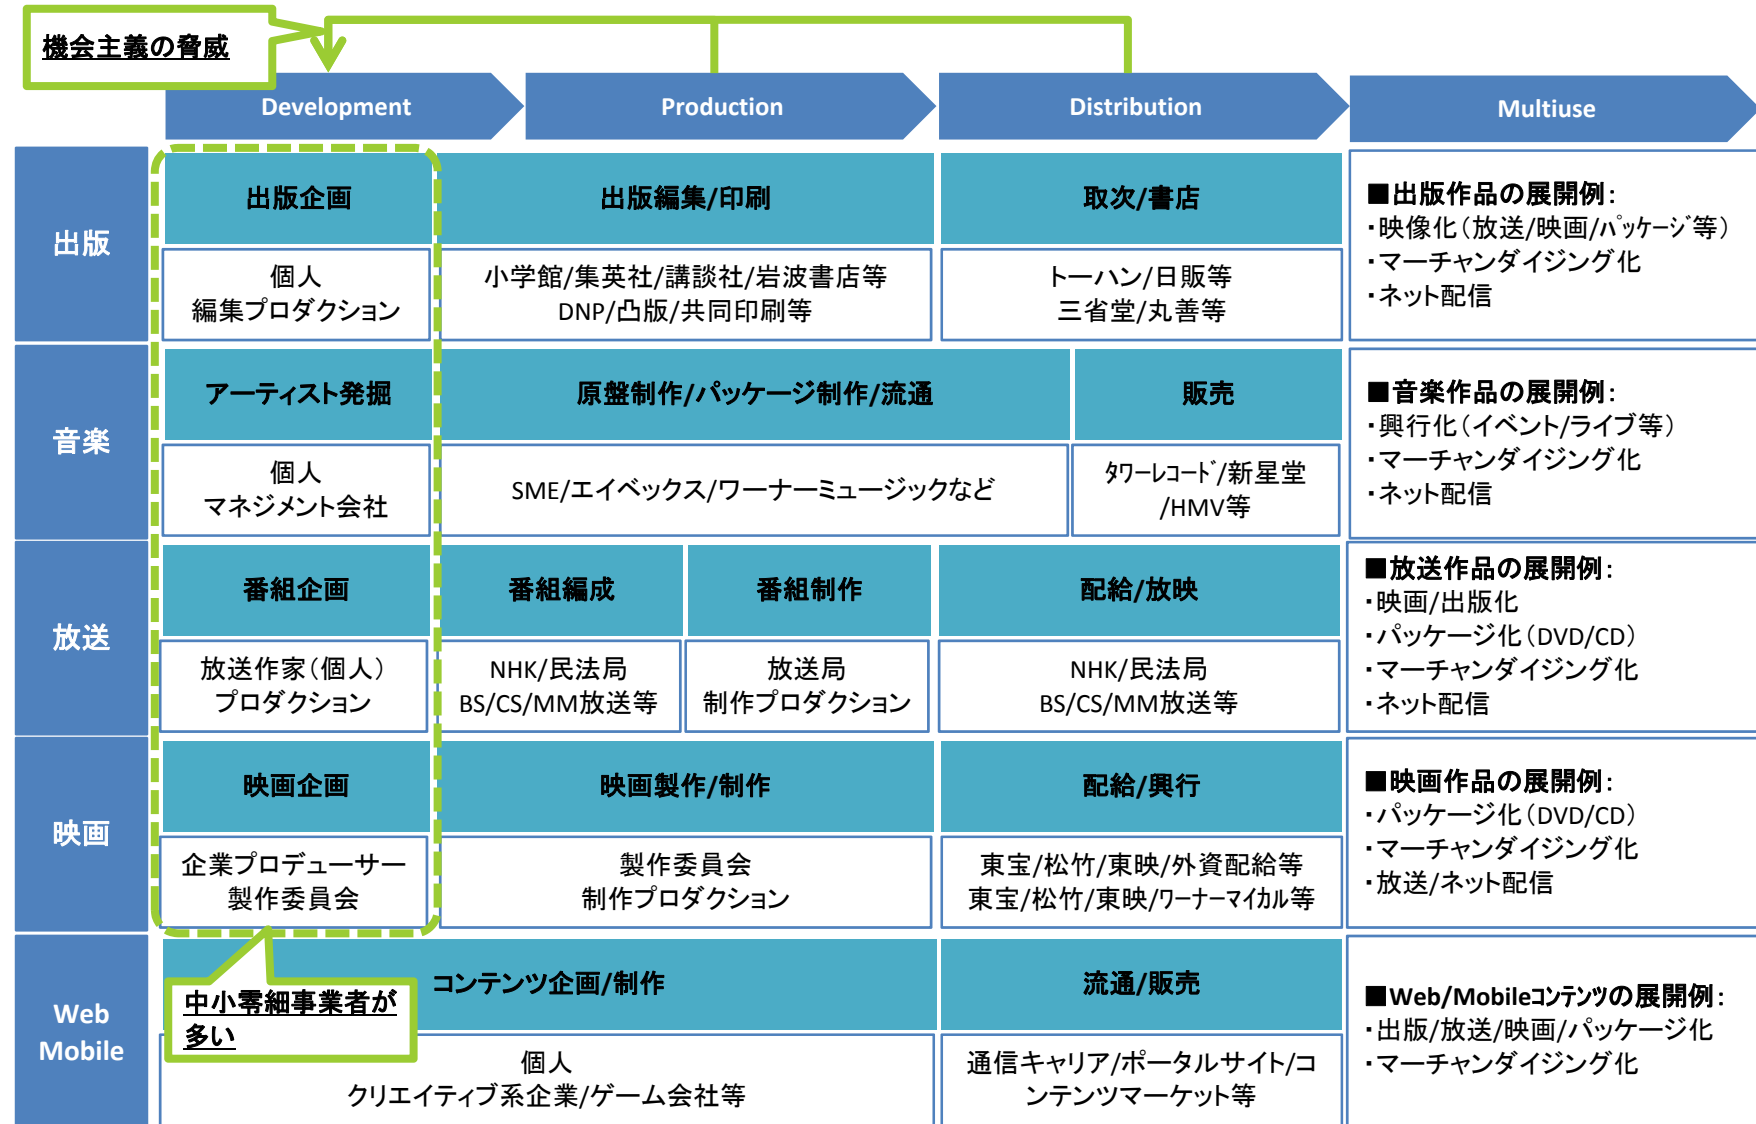 機会主義の脅威
Development
Production
Distribution
Multiuse
出版
出版企画
出版編集/印刷
取次/書店
個人
編集プロダクション
小学館/集英社/講談社/岩波書店等
DNP/凸版/共同印刷等
トーハン/日販等
三省堂/丸善等
■出版作品の展開例：
・映像化（放送/映画/ﾊﾟｯｹｰｼﾞ等）
・マーチャンダイジング化
・ネット配信
音楽
アーティスト発掘
原盤制作/パッケージ制作/流通
販売
個人
マネジメント会社
SME/エイベックス/ワーナーミュージックなど
ﾀﾜｰﾚｺｰﾄﾞ/新星堂
/HMV等
■音楽作品の展開例：
・興行化（イベント/ライブ等）
・マーチャンダイジング化
・ネット配信
放送
番組企画
番組編成
番組制作
配給/放映
放送作家（個人）
プロダクション
NHK/民法局
BS/CS/MM放送等
放送局
制作プロダクション
NHK/民法局
BS/CS/MM放送等
■放送作品の展開例：
・映画/出版化
・パッケージ化（DVD/CD）
・マーチャンダイジング化
・ネット配信
映画
映画企画
映画製作/制作
配給/興行
企業プロデューサー
製作委員会
製作委員会
制作プロダクション
東宝/松竹/東映/外資配給等
東宝/松竹/東映/ﾜｰﾅｰﾏｲｶﾙ等
■映画作品の展開例：
・パッケージ化（DVD/CD）
・マーチャンダイジング化
・放送/ネット配信
Web
Mobile
中小零細事業者が
多い
コンテンツ企画/制作
流通/販売
個人
クリエイティブ系企業/ゲーム会社等
通信キャリア/ポータルサイト/コ
ンテンツマーケット等
■Web/Mobileｺﾝﾃﾝﾂの展開例：
・出版/放送/映画/パッケージ化
・マーチャンダイジング化